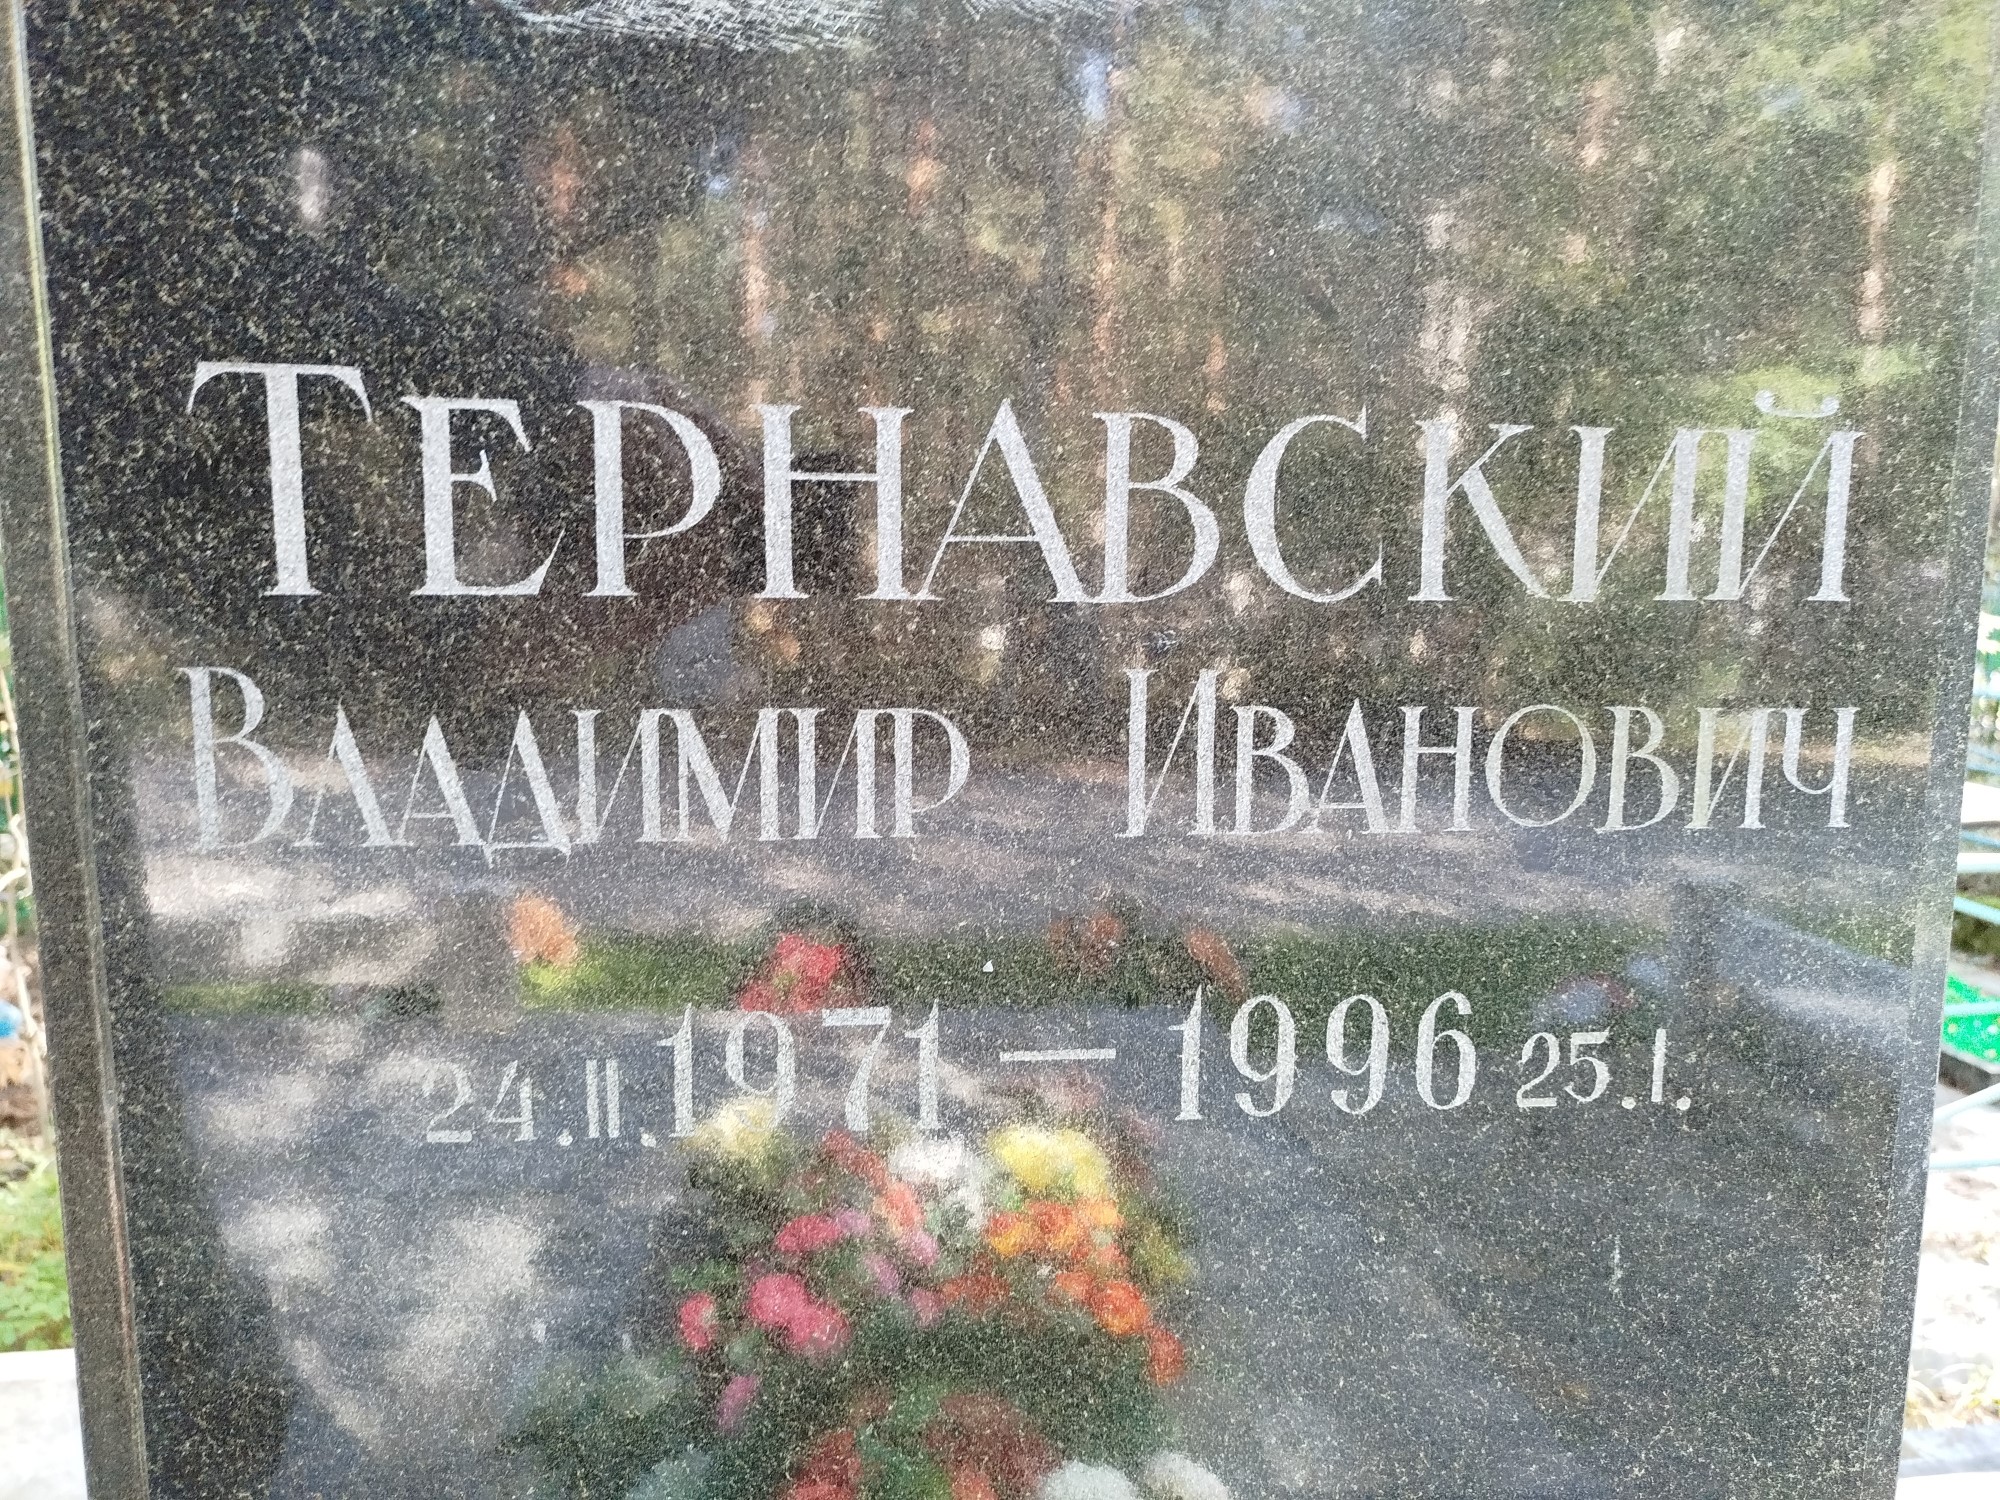 Тернавский
Владимир Иванович
24.II.1971 — 1996 25.I.